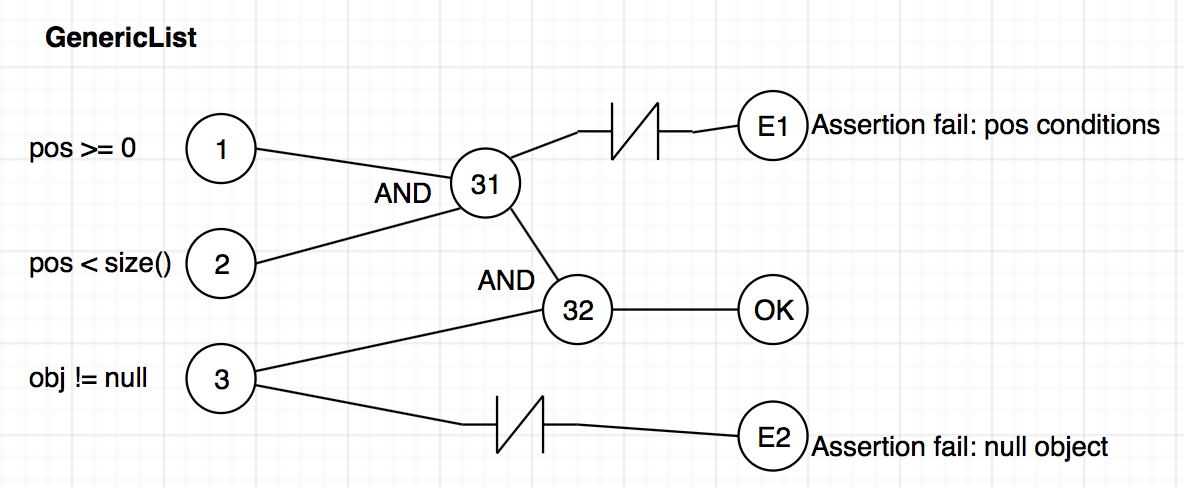 GenericList
pos >= 0
1
AND
31
E1
Assertion fail: pos conditions
pos < size()
2
AND
32
OK
obj != null
3
E2
Assertion fail: null object